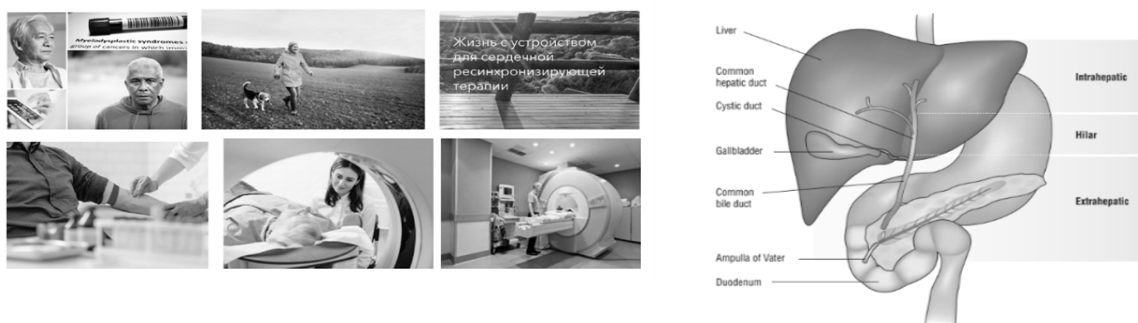 Myelodysplastic syndromes
group of cancers in which
Жизнь с устройством
для сердечной
ресинхронизирующей
терапии
Liver
Common
hepatic duct
Cystic duct
Gallbladder
Common
bile duct
Ampulla of Vater
Duodenum
Intrahepatic
Hilar
Extrahepatic